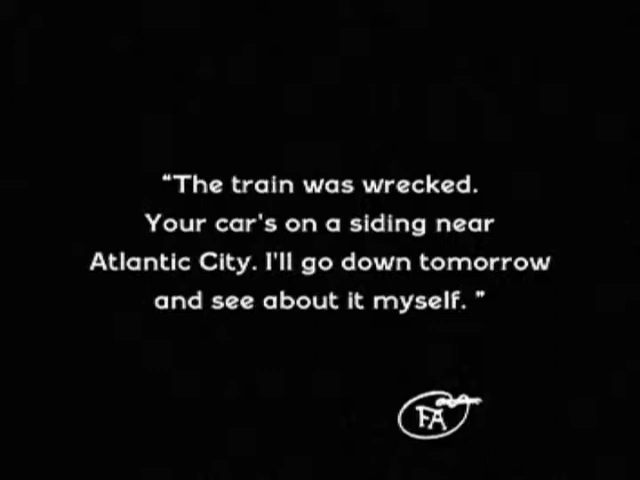 "The train was wrecked.
Your car's on a siding near
Atlantic City. I'll go down tomorrow
and see about it myself. "
FA